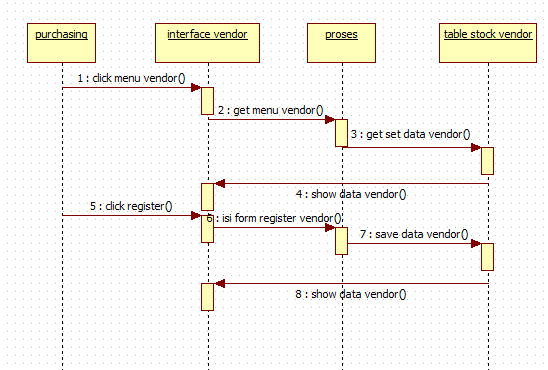 purchasing
interface vendor
proses
table stock vendor
1 : click menu vendor()
2 : get menu vendor()
3 : get set data vendor()
4 : show data vendor()
5 : click register()
6 : isi form register vendor()
7 : save data vendor()
8 : show data vendor()